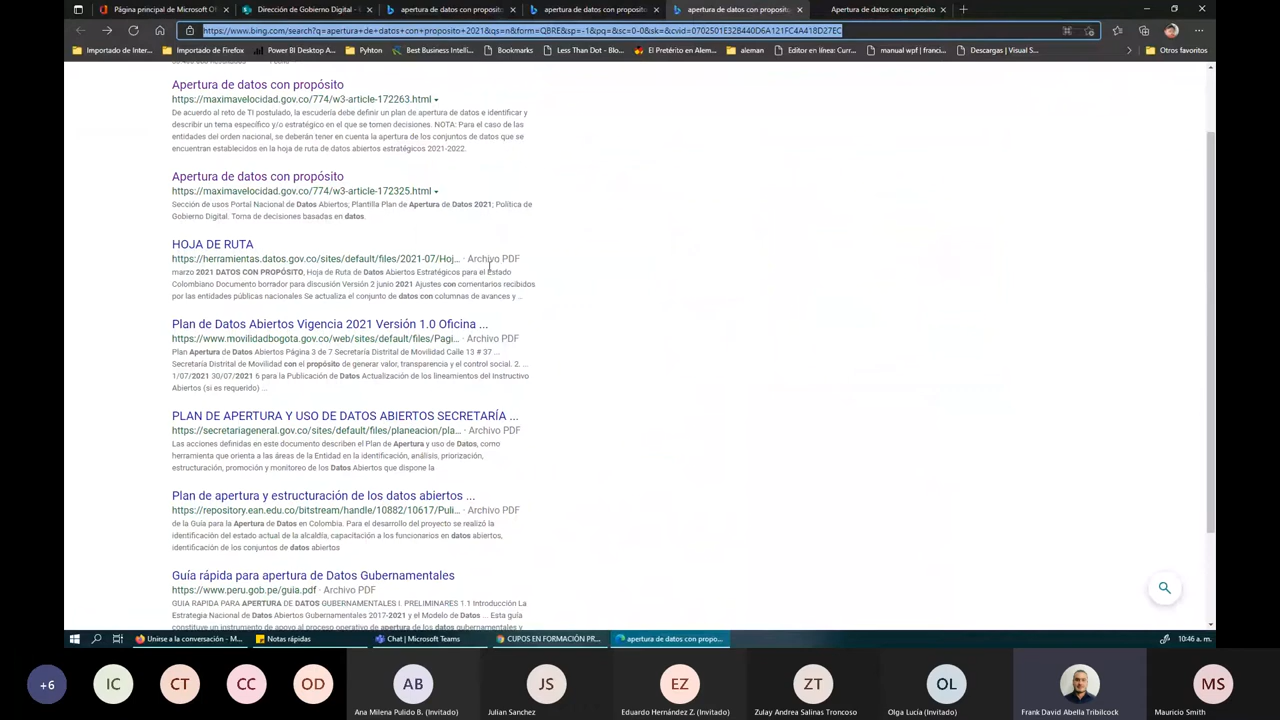 Página principal de Microsoft Of
Dirección de Gobierno Digital -
apertura de datos con propósito
apertura de datos con propósito
apertura de datos con propósito
Apertura de datos con propósito
https://www.bing.com/search?q=apertura+de+datos+con+proposito+2021&qs=n&form=QBRE&sp=-1&pq=&sc=0-0&sk=&cvid=0702501E32B440D6A121FC4A418D27EC
Importado de Inter...
Importado de Firefox
Power BI Desktop A...
YouTube
Best Business Intelli...
El Tiempo
Less Than Dot - Blo...
El Pretérito en Alem...
aleman
manual wpf | franci...
Descargas | Visual S...
Otros favoritos
Apertura de datos con propósito
https://maximavelocidad.gov.co/774/w3-article-172263.html
De acuerdo al reto de TI postulado, la escudería debe definir un plan de apertura de datos e identificar y
describir un tema específico y/o estratégico en el que se tomen decisiones. NOTA: Para el caso de las
entidades del orden nacional, se deberán tener en cuenta la apertura de los conjuntos de datos que se
encuentran establecidos en la hoja de ruta de datos abiertos estratégicos 2021-2022.
Apertura de datos con propósito
https://maximavelocidad.gov.co/774/w3-article-172325.html
Sección de usos Portal Nacional de Datos Abiertos; Plantilla Plan de Apertura de Datos 2021; Política de
Gobierno Digital. Toma de decisiones basadas en datos.
HOJA DE RUTA
https://herramientas.datos.gov.co/sites/default/files/2021-07/Hoj... · Archivo PDF
marzo 2021 DATOS CON PROPÓSITO, Hoja de Ruta de Datos Abiertos Estratégicos para el Estado
Colombiano Documento borrador para discusión Versión 2 junio 2021 Ajustes con comentarios recibidos
por las entidades públicas nacionales Se actualiza el conjunto de datos con columnas de avances y ...
Plan de Datos Abiertos Vigencia 2021 Versión 1.0 Oficina ...
https://www.movilidadbogota.gov.co/web/sites/default/files/Pagi... · Archivo PDF
Plan Apertura de Datos Abiertos Página 3 de 7 Secretaría Distrital de Movilidad Calle 13 # 37 ...
Secretaría Distrital de Movilidad con el propósito de generar valor, transparencia y el control social. 2. ...
1/07/2021 30/07/2021 6 para la Publicación de Datos Actualización de los lineamientos del Instructivo
Abiertos (si es requerido) ...
PLAN DE APERTURA Y USO DE DATOS ABIERTOS SECRETARÍA ...
https://secretariageneral.gov.co/sites/default/files/planeacion/pla... · Archivo PDF
Las acciones definidas en este documento describen el Plan de Apertura y uso de Datos, como
herramienta que orienta a las áreas de la Entidad en la identificación, análisis, priorización,
estructuración, promoción y monitoreo de los Datos Abiertos que dispone la
Plan de apertura y estructuración de los datos abiertos ...
https://repository.ean.edu.co/bitstream/handle/10882/10617/Puli... · Archivo PDF
de la Guía para la Apertura de Datos en Colombia. Para el desarrollo del proyecto se realizó la
identificación del estado actual de la alcaldía, capacitación a los funcionarios en datos abiertos,
identificación de los conjuntos de datos abiertos
Guía rápida para apertura de Datos Gubernamentales
https://www.peru.gob.pe/guia.pdf · Archivo PDF
GUIA RAPIDA PARA APERTURA DE DATOS GUBERNAMENTALES I. PRELIMINARES 1.1 Introducción La
Estrategia Nacional de Datos Abiertos Gubernamentales 2017-2021 y el Modelo de Datos ... Esta guía
constituye un instrumento de apoyo al proceso operativo de apertura de los datos gubernamentales y
Unirse a la conversación - M...
Notas rápidas
Chat | Microsoft Teams
CUPOS EN FORMACIÓN PR...
apertura de datos con propo...
10:46 a. m.
+6
IC
CT
CC
OD
AB
JS
EZ
ZT
OL
MS
Ana Milena Pulido B. (Invitado)
Julian Sanchez
Eduardo Hernández Z. (Invitado)
Zulay Andrea Salinas Troncoso
Olga Lucía (Invitado)
Frank David Abella Tribilcock
Mauricio Smith